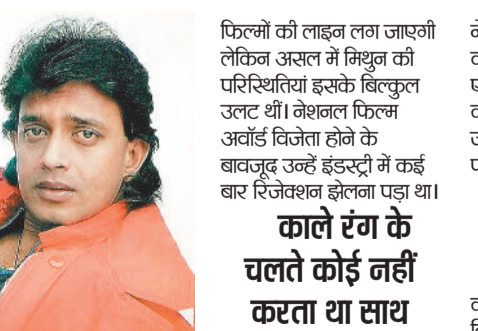 फिल्मों की लाइन लग जाएगी
लेकिन असल में मिथुन की
परिस्थितियां इसके बिल्कुल
उलट थीं। नेशनल फिल्म
अवॉर्ड विजेता होने के
बावजूद उन्हें इंडस्ट्री में कई
बार रिजेक्शन झेलना पड़ा था।
काले रंग के
चलते कोई नहीं
करता था साथ